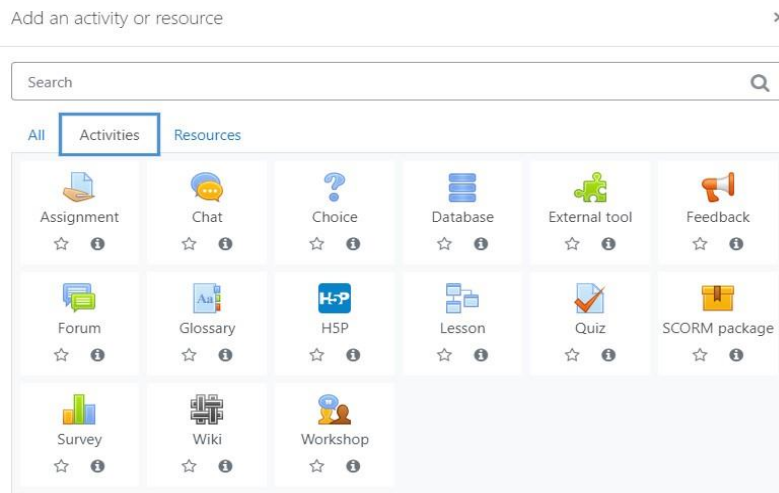 Add an activity or resource
Search
All Activities Resources
Assignment Chat Choice Database External tool Feedback
Aa
Forum Glossary H5P Lesson Quiz SCORM package
H-P
Survey Wiki Workshop